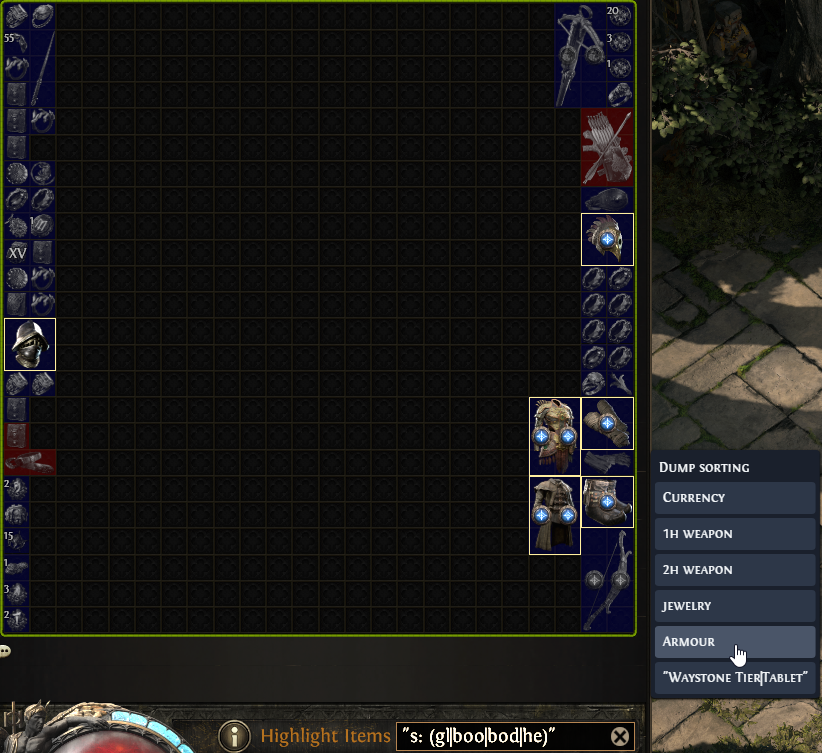 20
55
3
1
1
XV
2
15
1
3
2
DUMP SORTING
CURRENCY
1H WEAPON
2H WEAPON
JEWELRY
ARMOUR
"WAYSTONE TIER|TABLET"
Highlight Items "s: (gl|boo|bod|he)"